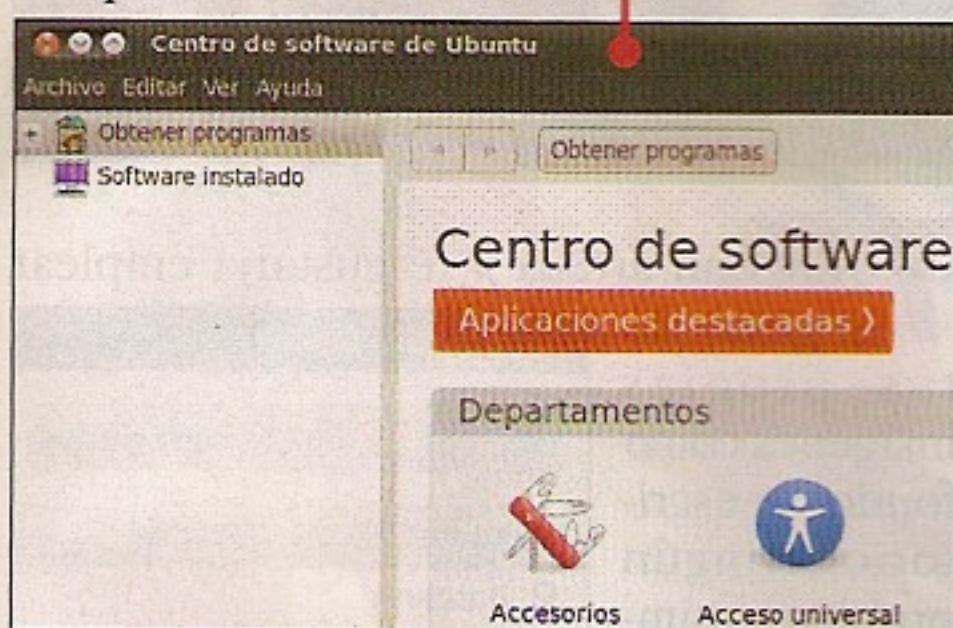 Centro de software de Ubuntu
Archivo Editar Ver Ayuda
Obtener programas
Software instalado
Obtener programas
Centro de software
Aplicaciones destacadas
Departamentos
Accesorios
Acceso universal